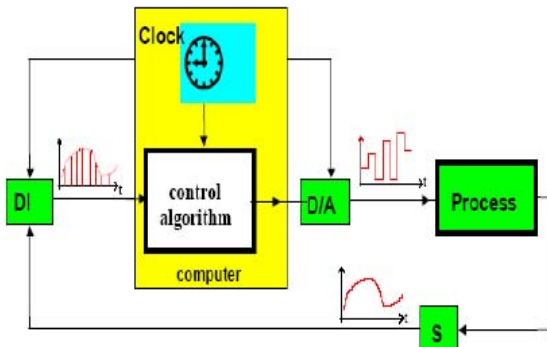 Clock
t
t
DI
control
algorithm
D/A
Process
computer
t
S